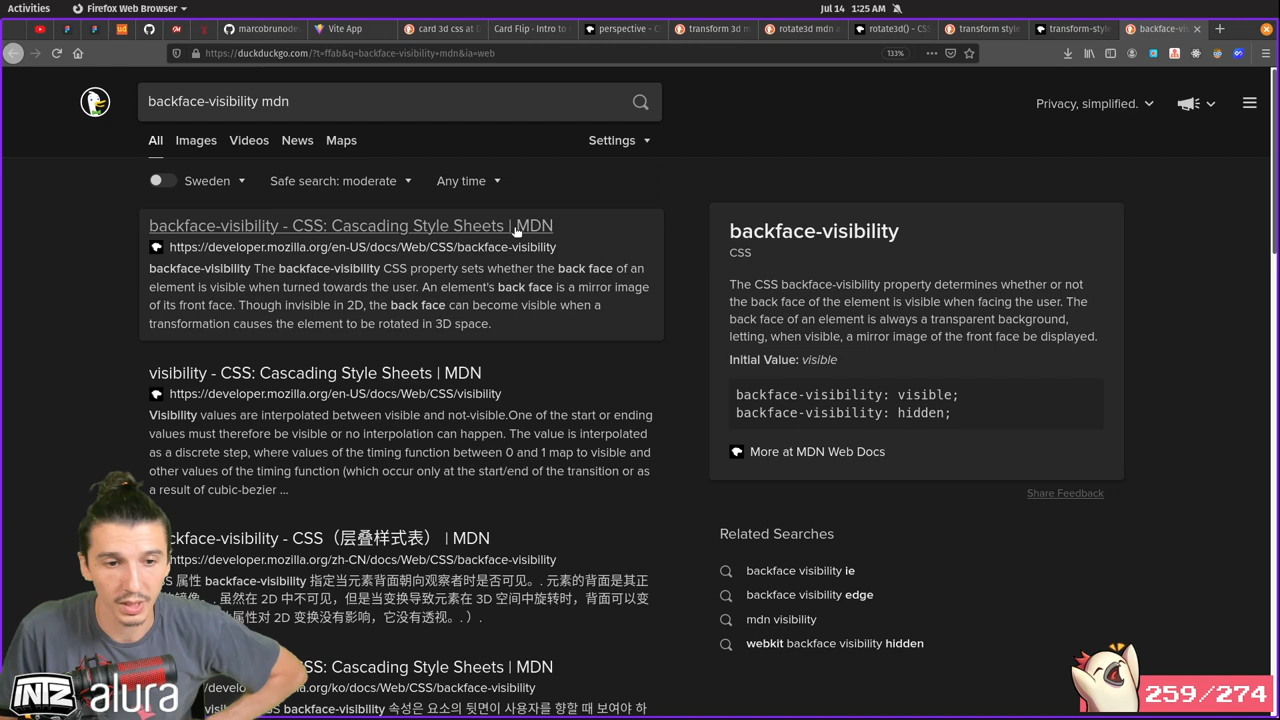 Activities
Firefox Web Browser
Jul 14 1:25 AM
marcobrunodev
Vite App
card 3d css at D
Card Flip - Intro to
perspective - C
transform 3d m
rotate3d mdn a
rotate3d() - CSS
transform style
transform-style
backface-vis
https://duckduckgo.com/?t=ffab&q=backface-visibility+mdn&ia=web
133%
backface-visibility mdn
Privacy, simplified.
All
Images
Videos
News
Maps
Settings
Sweden
Safe search: moderate
Any time
backface-visibility - CSS: Cascading Style Sheets | MDN
https://developer.mozilla.org/en-US/docs/Web/CSS/backface-visibility
backface-visibility The backface-visibility CSS property sets whether the back face of an
element is visible when turned towards the user. An element's back face is a mirror image
of its front face. Though invisible in 2D, the back face can become visible when a
transformation causes the element to be rotated in 3D space.
visibility - CSS: Cascading Style Sheets | MDN
https://developer.mozilla.org/en-US/docs/Web/CSS/visibility
Visibility values are interpolated between visible and not-visible.One of the start or ending
values must therefore be visible or no interpolation can happen. The value is interpolated
as a discrete step, where values of the timing function between 0 and 1 map to visible and
other values of the timing function (which occur only at the start/end of the transition or as
a result of cubic-bezier ...
ckface-visibility - CSS（层叠样式表） | MDN
https://developer.mozilla.org/zh-CN/docs/Web/CSS/backface-visibility
属性 backface-visibility 指定当元素背面朝向观察者时是否可见。. 元素的背面是其正
镜像。. 虽然在 2D 中不可见，但是当变换导致元素在 3D 空间中旋转时，背面可以变
属性对 2D 变换没有影响，它没有透视。. ）.
SS: Cascading Style Sheets | MDN
org/ko/docs/Web/CSS/backface-visibility
backface-visibility 속성은 요소의 뒷면이 사용자를 향할 때 보여야 하
backface-visibility
CSS
The CSS backface-visibility property determines whether or not
the back face of the element is visible when facing the user. The
back face of an element is always a transparent background,
letting, when visible, a mirror image of the front face be displayed.
Initial Value: visible
backface-visibility: visible;
backface-visibility: hidden;
More at MDN Web Docs
Share Feedback
Related Searches
backface visibility ie
backface visibility edge
mdn visibility
webkit backface visibility hidden
INTZ alura
259/274